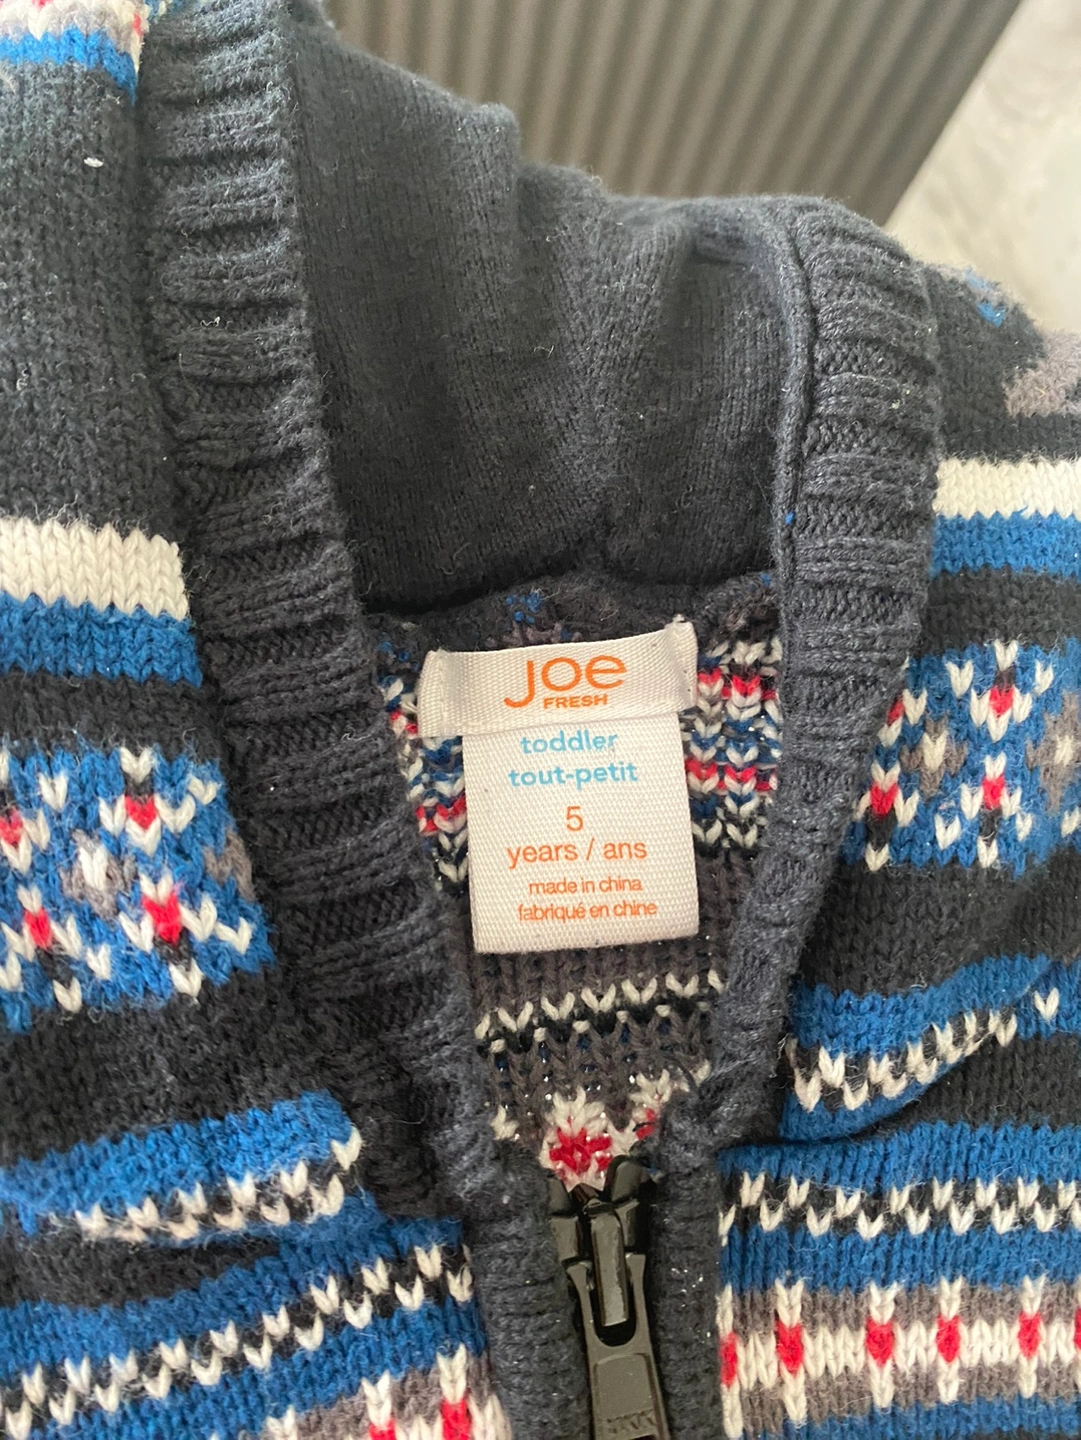 Joe
FRESH
toddler
tout-petit
5
years / ans
made in china
fabriqué en chine